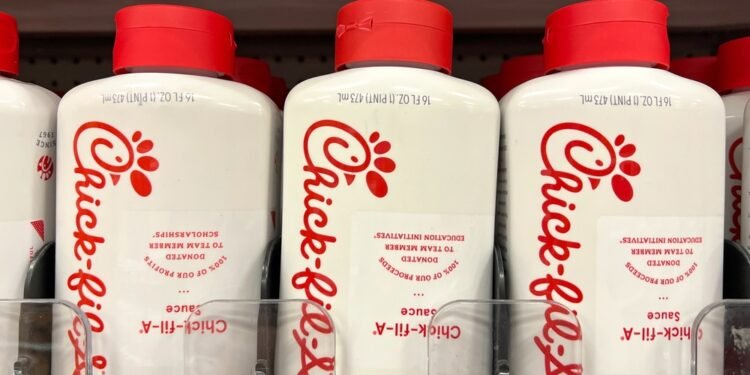 SINCE
1967
16 FL.OZ. (1 PINT) 473 mL
Chick-fil-A
Chick-fil-A®
Sauce
100% OF OUR PROFITS
DONATED
TO TEAM MEMBER
SCHOLARSHIPS*
16 FL.OZ. (1 PINT) 473 mL
Chick-fil-A
Chick-fil-A®
Sauce
100% OF OUR PROCEEDS
DONATED
TO TEAM MEMBER
EDUCATION INITIATIVES*
16 FL.OZ. (1 PINT) 473 mL
Chick-fil-A
Chick-fil-A®
Sauce
100% OF OUR PROCEEDS
DONATED
TO TEAM MEMBER
EDUCATION INITIATIVES*